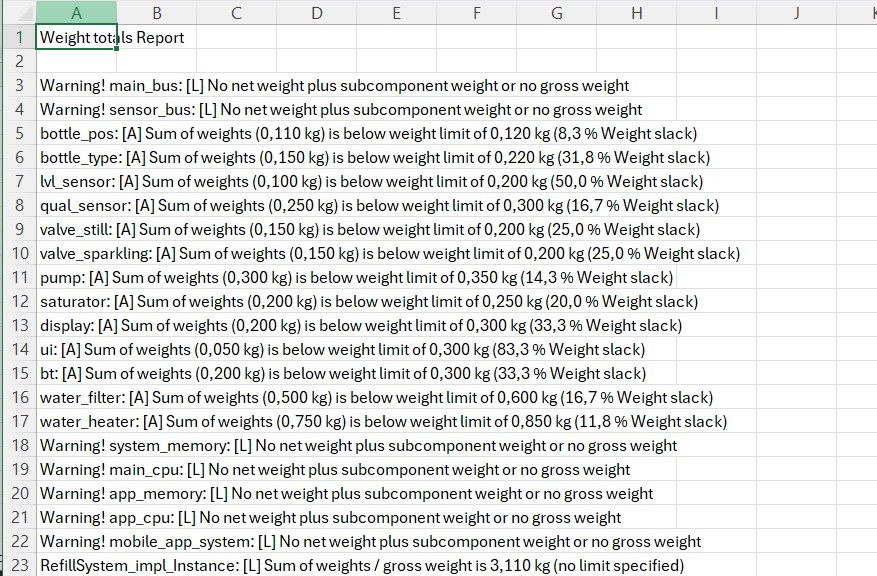 A B C D E F G H I J
1 Weight totals Report
2
3 Warning! main_bus: [L] No net weight plus subcomponent weight or no gross weight
4 Warning! sensor_bus: [L] No net weight plus subcomponent weight or no gross weight
5 bottle_pos: [A] Sum of weights (0,110 kg) is below weight limit of 0,120 kg (8,3 % Weight slack)
6 bottle_type: [A] Sum of weights (0,150 kg) is below weight limit of 0,220 kg (31,8 % Weight slack)
7 lvl_sensor: [A] Sum of weights (0,100 kg) is below weight limit of 0,200 kg (50,0 % Weight slack)
8 qual_sensor: [A] Sum of weights (0,250 kg) is below weight limit of 0,300 kg (16,7 % Weight slack)
9 valve_still: [A] Sum of weights (0,150 kg) is below weight limit of 0,200 kg (25,0 % Weight slack)
10 valve_sparkling: [A] Sum of weights (0,150 kg) is below weight limit of 0,200 kg (25,0 % Weight slack)
11 pump: [A] Sum of weights (0,300 kg) is below weight limit of 0,350 kg (14,3 % Weight slack)
12 saturator: [A] Sum of weights (0,200 kg) is below weight limit of 0,250 kg (20,0 % Weight slack)
13 display: [A] Sum of weights (0,200 kg) is below weight limit of 0,300 kg (33,3 % Weight slack)
14 ui: [A] Sum of weights (0,050 kg) is below weight limit of 0,300 kg (83,3 % Weight slack)
15 bt: [A] Sum of weights (0,200 kg) is below weight limit of 0,300 kg (33,3 % Weight slack)
16 water_filter: [A] Sum of weights (0,500 kg) is below weight limit of 0,600 kg (16,7 % Weight slack)
17 water_heater: [A] Sum of weights (0,750 kg) is below weight limit of 0,850 kg (11,8 % Weight slack)
18 Warning! system_memory: [L] No net weight plus subcomponent weight or no gross weight
19 Warning! main_cpu: [L] No net weight plus subcomponent weight or no gross weight
20 Warning! app_memory: [L] No net weight plus subcomponent weight or no gross weight
21 Warning! app_cpu: [L] No net weight plus subcomponent weight or no gross weight
22 Warning! mobile_app_system: [L] No net weight plus subcomponent weight or no gross weight
23 RefillSystem_impl_Instance: [L] Sum of weights / gross weight is 3,110 kg (no limit specified)